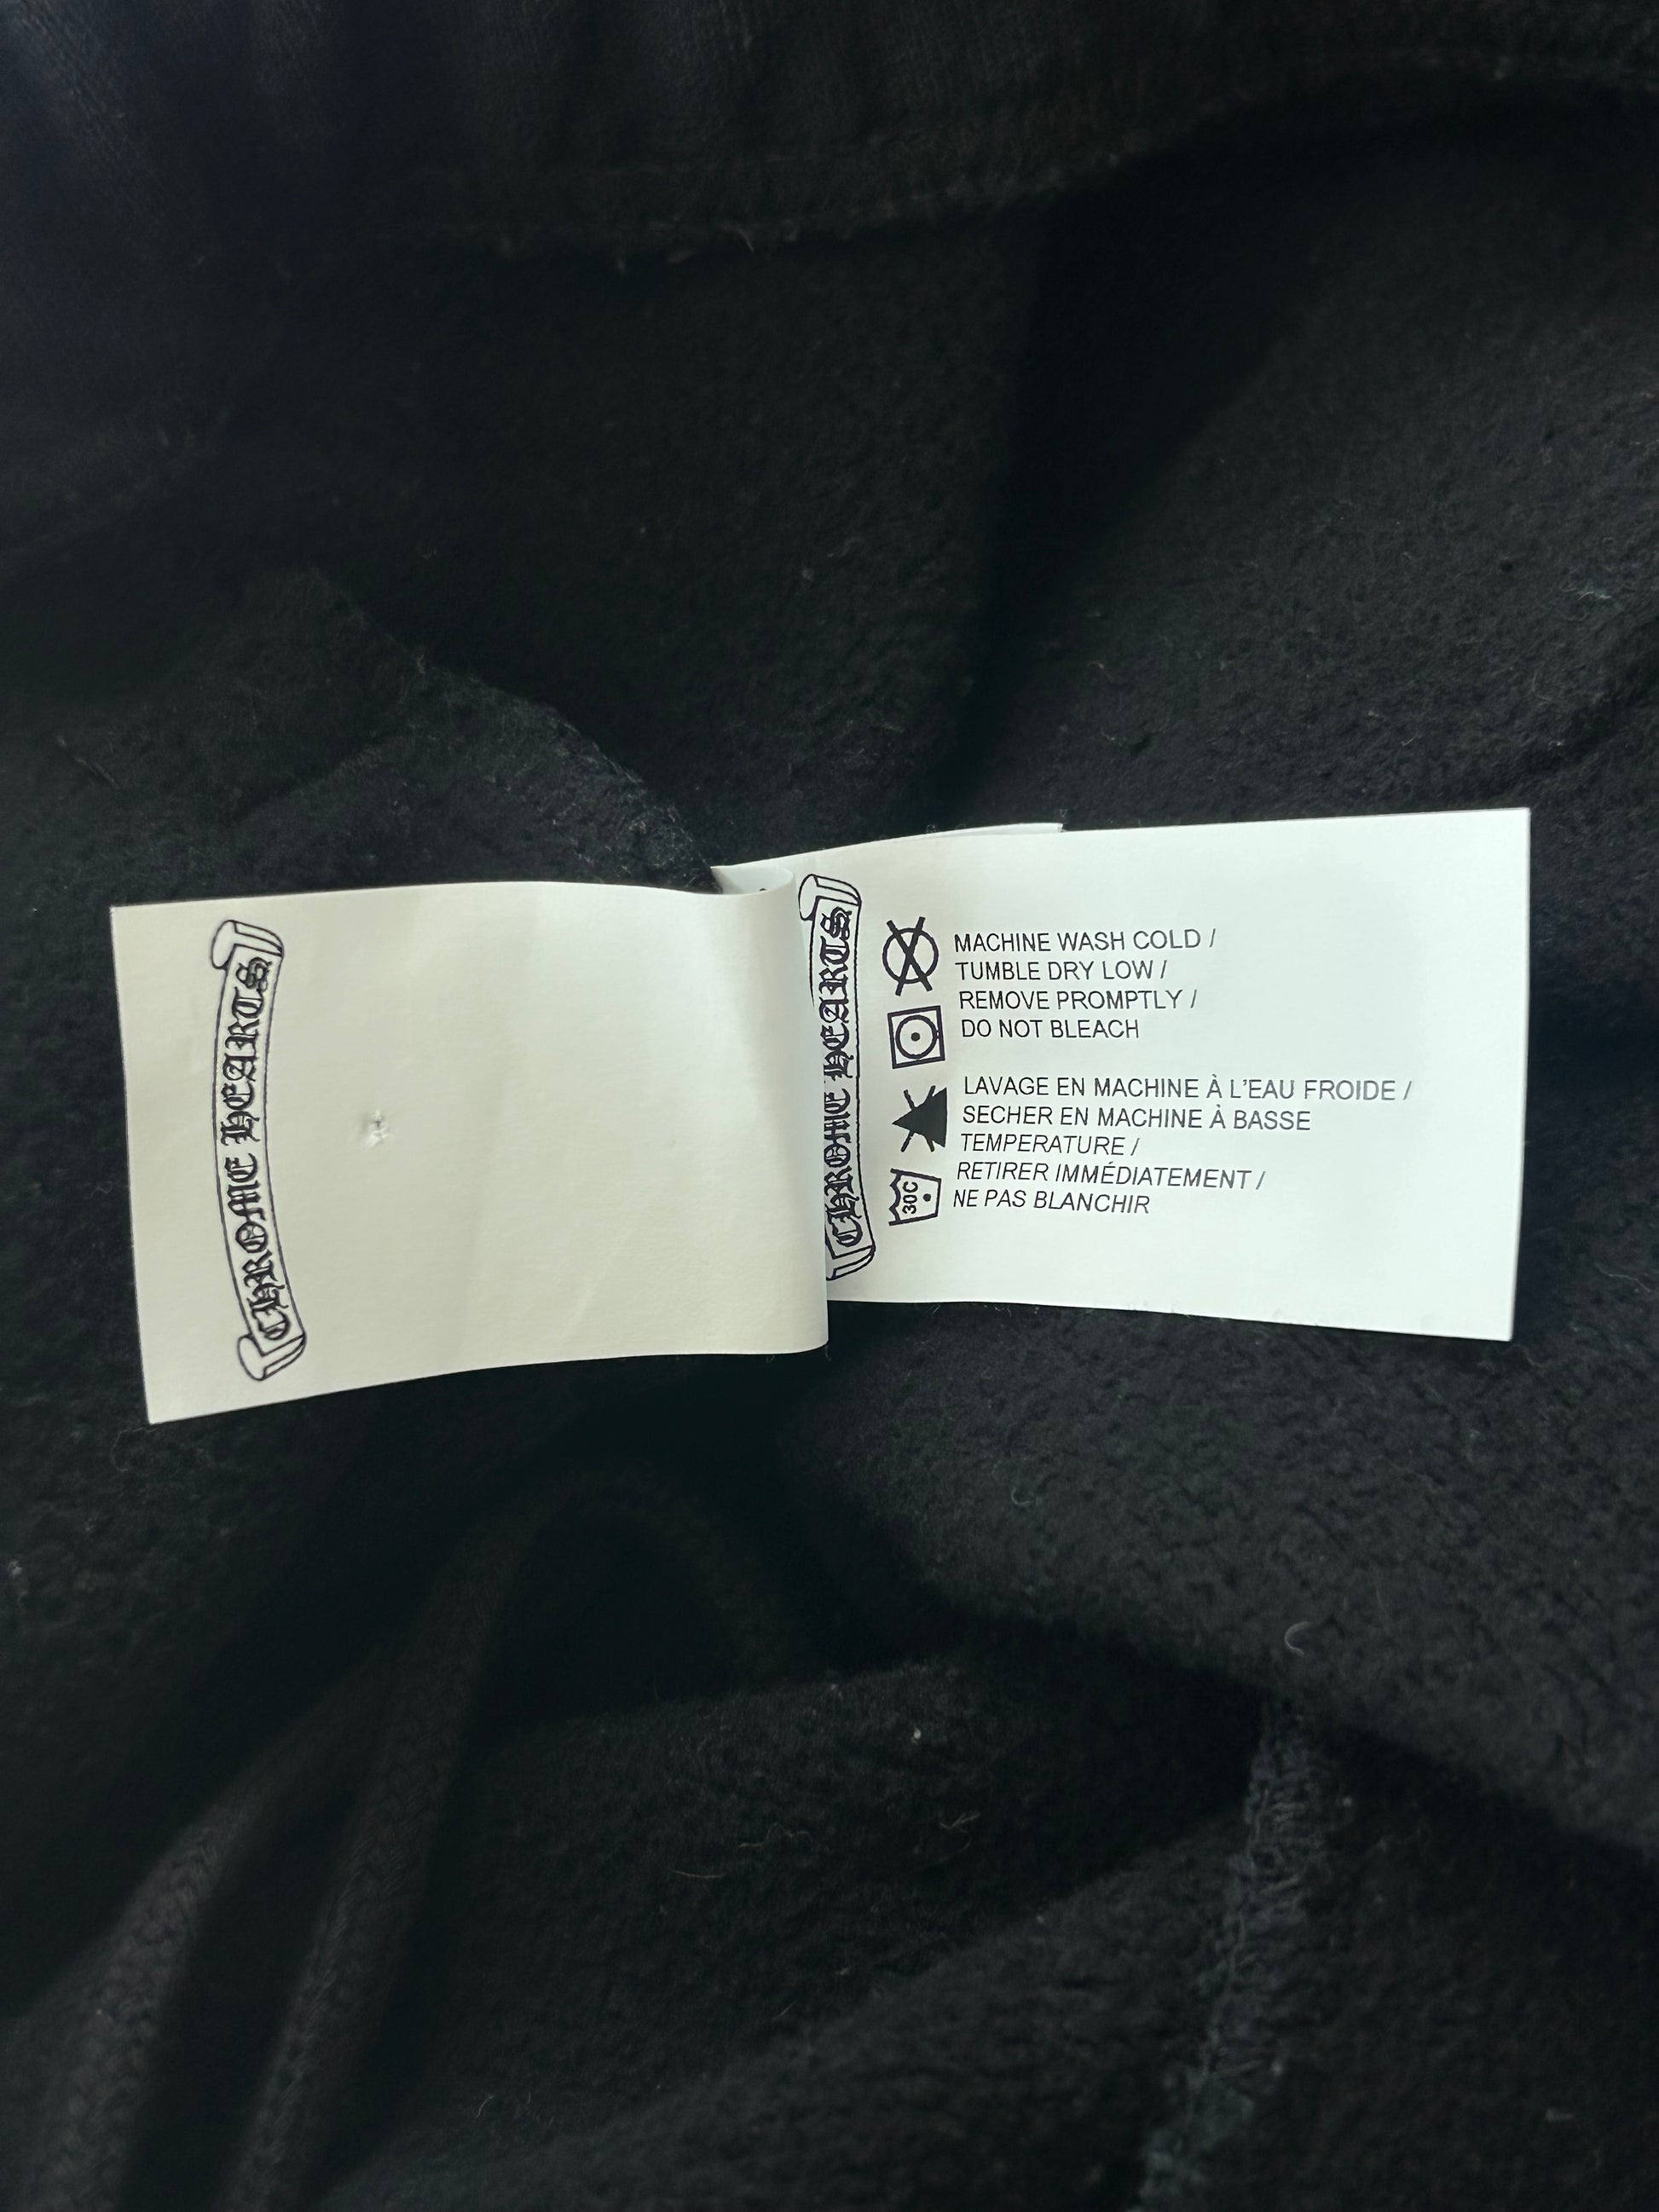 CHROME HEARTS
CHROME HEARTS
MACHINE WASH COLD /
TUMBLE DRY LOW /
REMOVE PROMPTLY /
DO NOT BLEACH
LAVAGE EN MACHINE À L'EAU FROIDE /
SECHER EN MACHINE À BASSE
TEMPERATURE /
RETIRER IMMÉDIATEMENT /
NE PAS BLANCHIR
30C